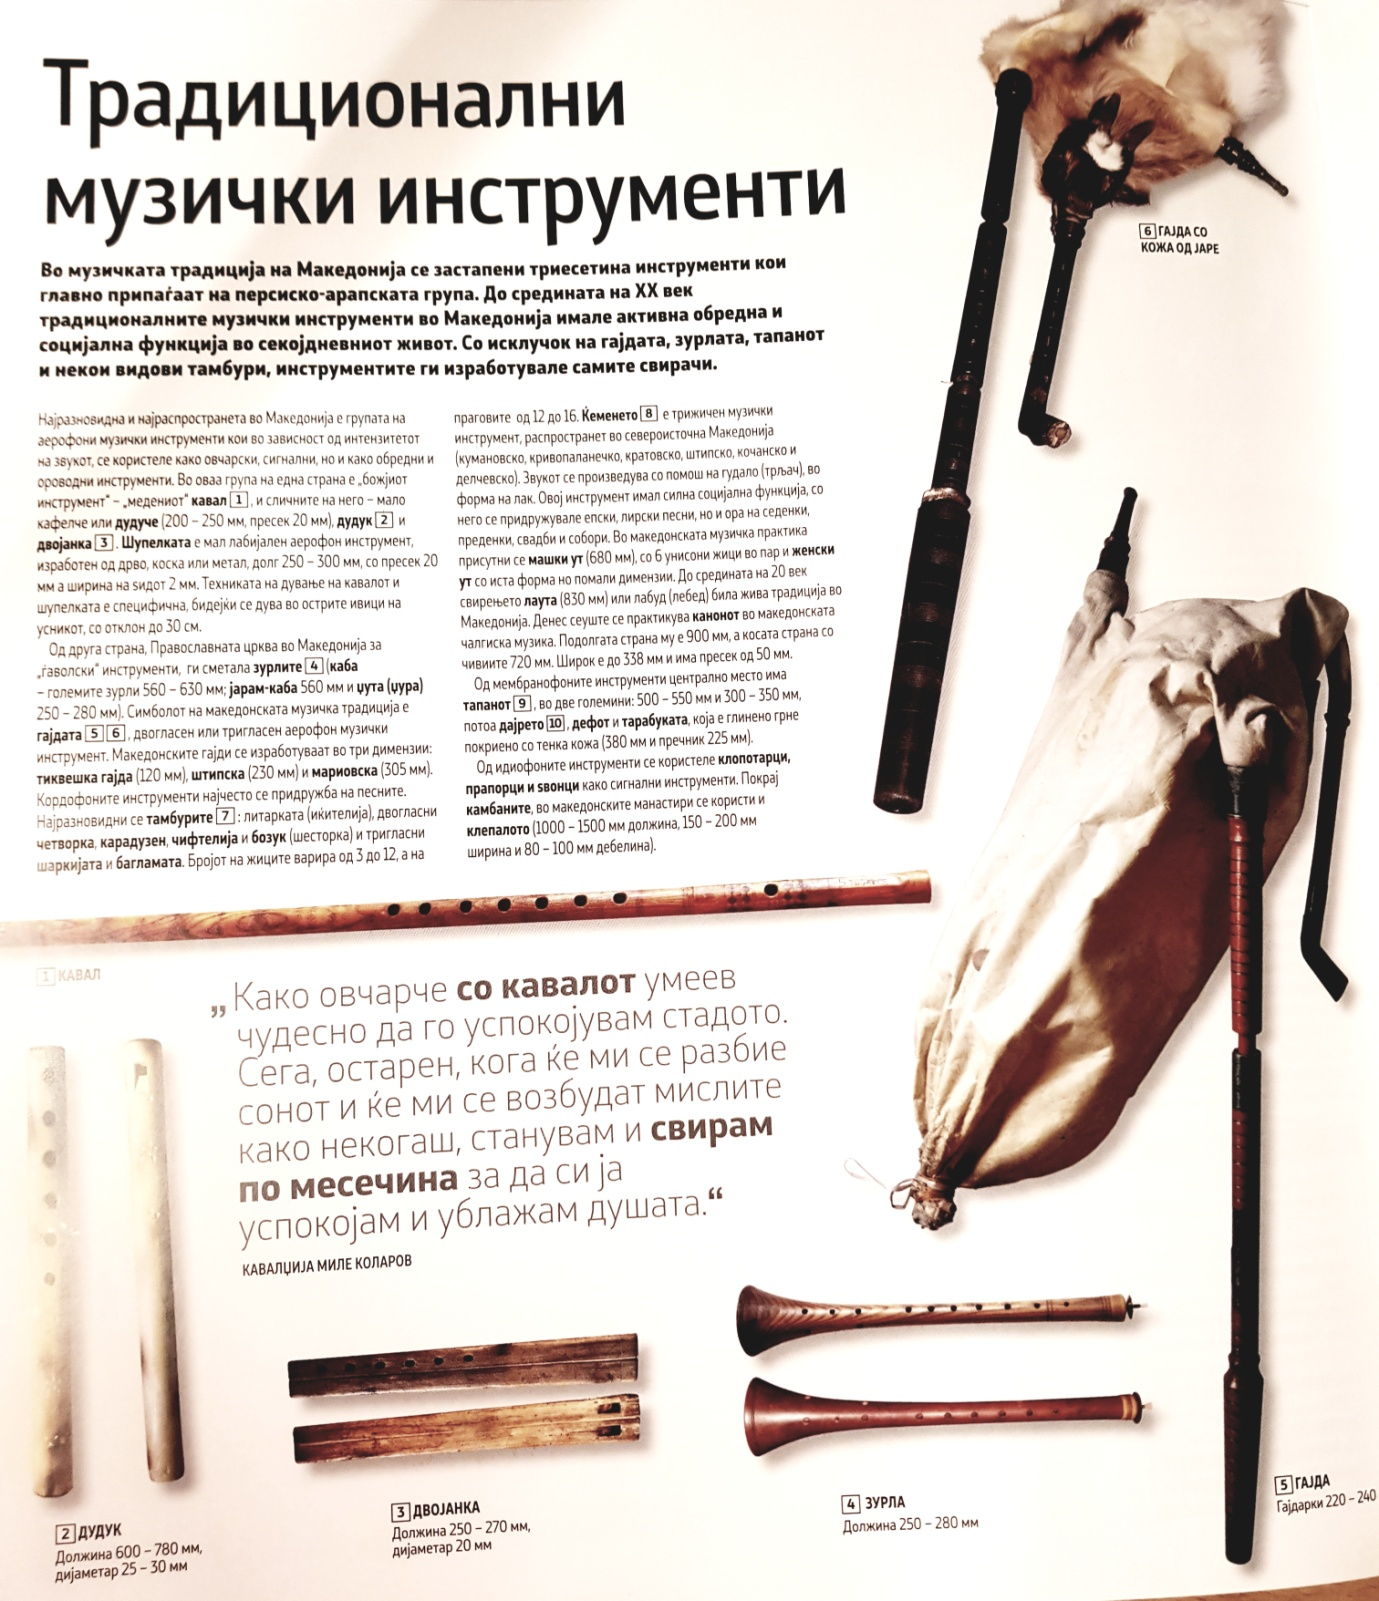 Традиционални
музички инструменти
Во музичката традиција на Македонија се застапени триесетина инструменти кои
главно припаѓаат на персиско-арапската група. До средината на XX век
традиционалните музички инструменти во Македонија имале активна обредна и
социјална функција во секојдневниот живот. Со исклучок на гајдата, зурлата, тапанот
и некои видови тамбури, инструментите ги изработувале самите свирачи.
Најразновидна и најраспространета во Македонија е групата на
аерофони музички инструменти кои во зависност од интензитетот
на звукот, се користеле како овчарски, сигнални, но и како обредни и
ороводни инструменти. Во оваа група на една страна е „божјиот
инструмент“ – „медениот“ кавал 1 , и сличните на него – мало
кафелче или дудуче (200 – 250 мм, пресек 20 мм), дудук 2 и
двојанка 3 . Шупелката е мал лабијален аерофон инструмент,
изработен од дрво, коска или метал, долг 250 – 300 мм, со пресек 20
мм а ширина на ѕидот 2 мм. Техниката на дување на кавалот и
шупелката е специфична, бидејќи се дува во острите ивици на
усникот, со отклон до 30 см.
Од друга страна, Православната црква во Македонија за
„ѓаволски“ инструменти, ги сметала зурлите 4 (каба
– големите зурли 560 – 630 мм; јарам-каба 560 мм и џута (џура)
250 – 280 мм). Симболот на македонската музичка традиција е
гајдата 5 6 , двогласен или тригласен аерофон музички
инструмент. Македонските гајди се изработуваат во три димензии:
тиквешка гајда (120 мм), штипска (230 мм) и мариовска (305 мм).
Кордофоните инструменти најчесто се придружба на песните.
Најразновидни се тамбурите 7 : литарката (иќителија), двогласни
четворка, карадузен, чифтелија и бозук (шесторка) и тригласни
шаркијата и багламата. Бројот на жиците варира од 3 до 12, а на
праговите од 12 до 16. Ќеменето 8 е трижичен музички
инструмент, распространет во североисточна Македонија
(кумановско, кривопаланечко, кратовско, штипско, кочанско и
делчевско). Звукот се произведува со помош на гудало (трљач), во
форма на лак. Овој инструмент имал силна социјална функција, со
него се придружувале епски, лирски песни, но и ора на седенки,
преденки, свадби и собори. Во македонската музичка практика
присутни се машки ут (680 мм), со 6 унисони жици во пар и женски
ут со иста форма но помали димензии. До средината на 20 век
свирењето лаута (830 мм) или лабуд (лебед) била жива традиција во
Македонија. Денес сеуште се практикува канонот во македонската
чалгиска музика. Подолгата страна му е 900 мм, а косата страна со
чивиите 720 мм. Широк е до 338 мм и има пресек од 50 мм.
Од мембранофоните инструменти централно место има
тапанот 9 , во две големини: 500 – 550 мм и 300 – 350 мм,
потоа дајрето 10 , дефот и тарабуката, која е глинено грне
покриено со тенка кожа (380 мм и пречник 225 мм).
Од идиофоните инструменти се користеле клопотарци,
прапорци и ѕвонци како сигнални инструменти. Покрај
камбаните, во македонските манастири се користи и
клепалото (1000 – 1500 мм должина, 150 – 200 мм
ширина и 80 – 100 мм дебелина).
6 ГАЈДА СО
КОЖА ОД ЈАРЕ
1 КАВАЛ
„Како овчарче со кавалот умеев
чудесно да го успокојувам стадото.
Сега, остарен, кога ќе ми се разбие
сонот и ќе ми се возбудат мислите
како некогаш, станувам и свирам
по месечина за да си ја
успокојам и ублажам душата.“
КАВАЛЏИЈА МИЛЕ КОЛАРОВ
2 ДУДУК
Должина 600 – 780 мм,
дијаметар 25 – 30 мм
3 ДВОЈАНКА
Должина 250 – 270 мм,
дијаметар 20 мм
4 ЗУРЛА
Должина 250 – 280 мм
5 ГАЈДА
Гајдарки 220 – 240